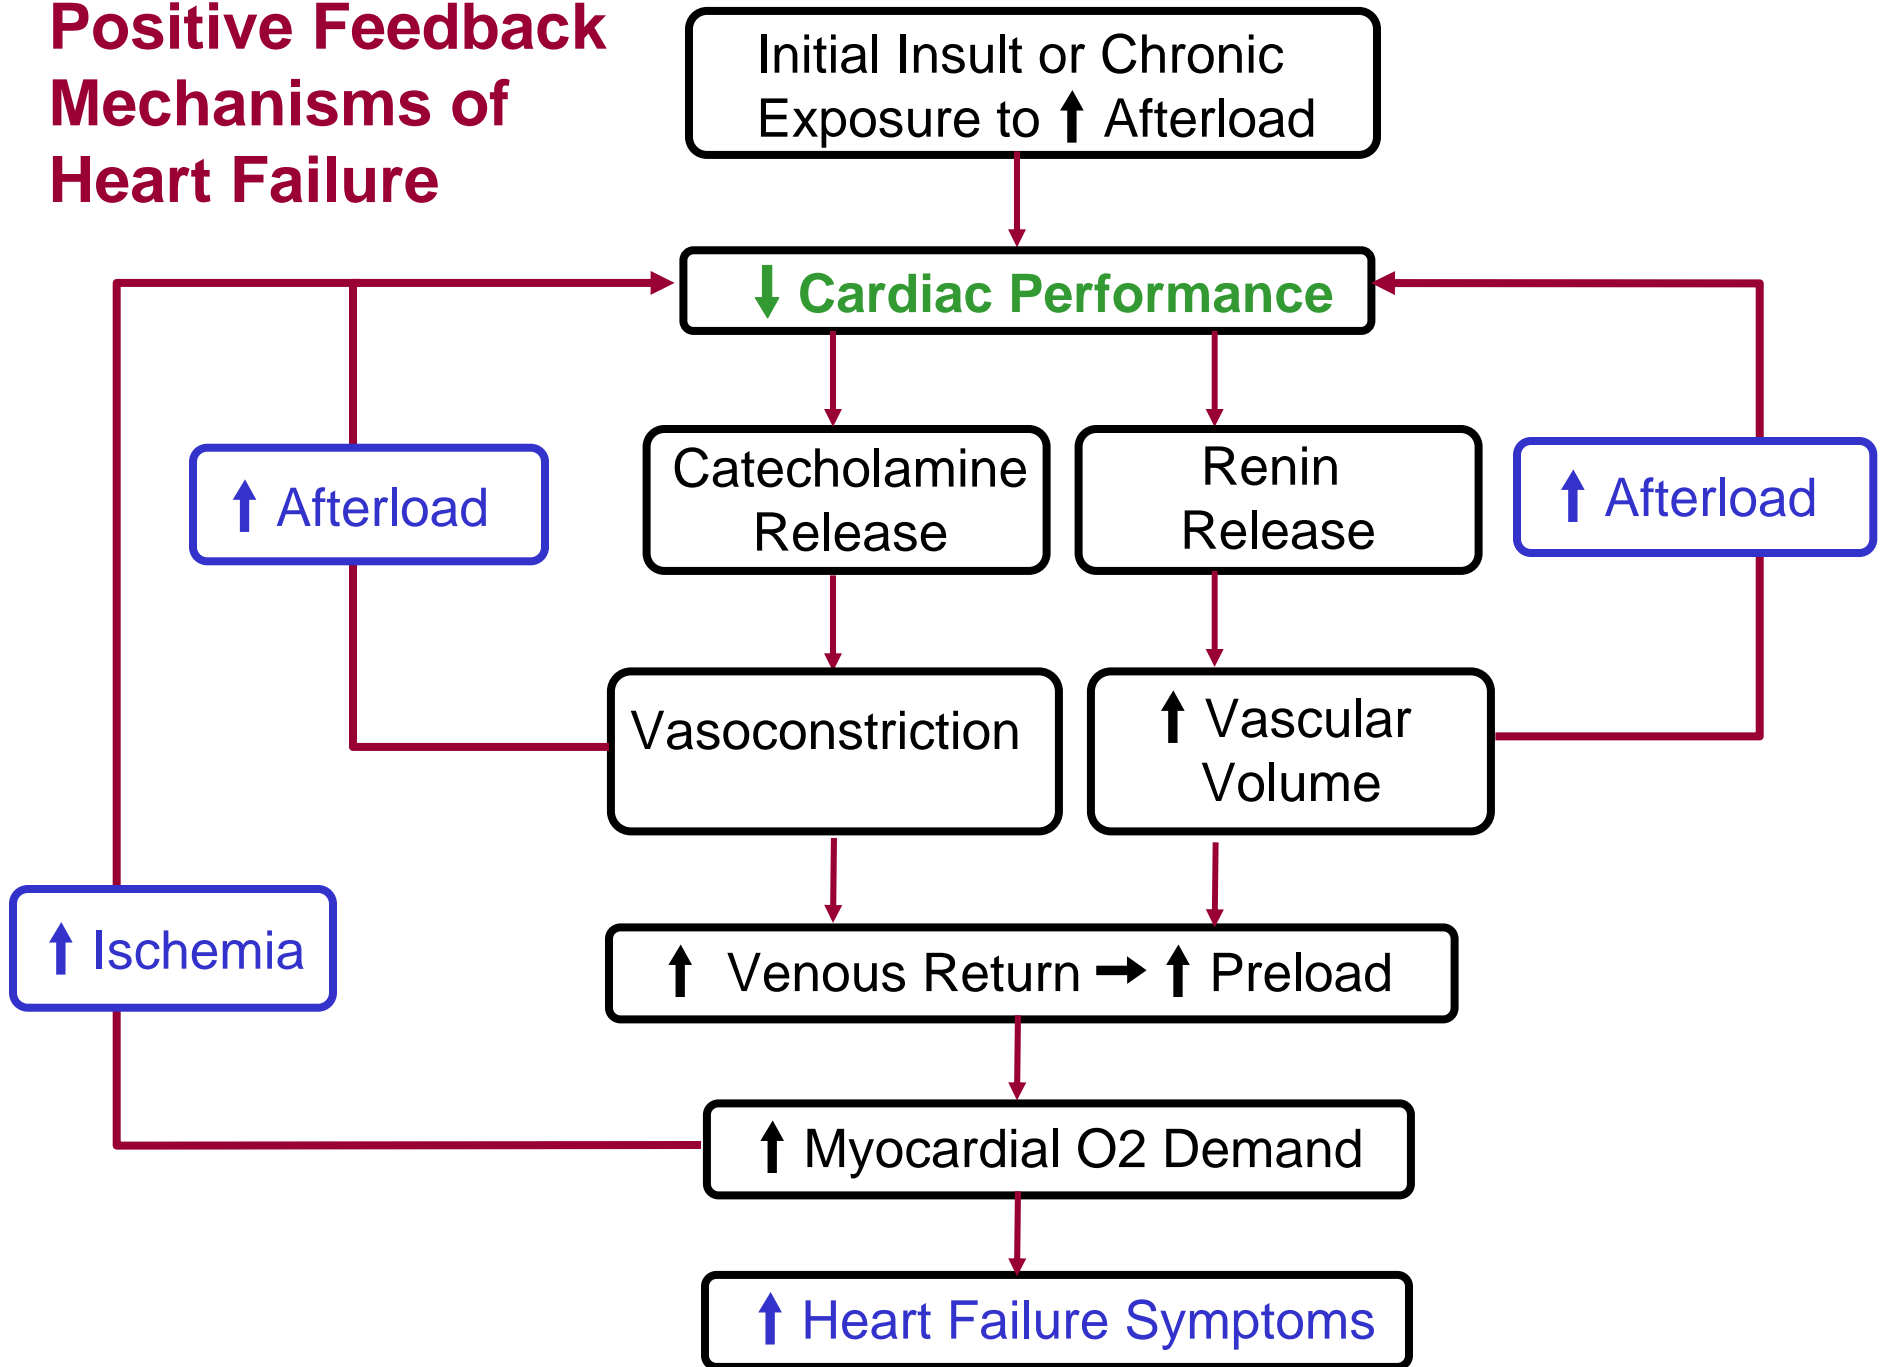 Positive Feedback
Mechanisms of
Heart Failure
Initial Insult or Chronic
Exposure to ↑ Afterload
↓ Cardiac Performance
↑ Afterload
Catecholamine
Release
Renin
Release
↑ Afterload
Vasoconstriction
↑ Vascular
Volume
↑ Ischemia
↑ Venous Return → ↑ Preload
↑ Myocardial O2 Demand
↑ Heart Failure Symptoms